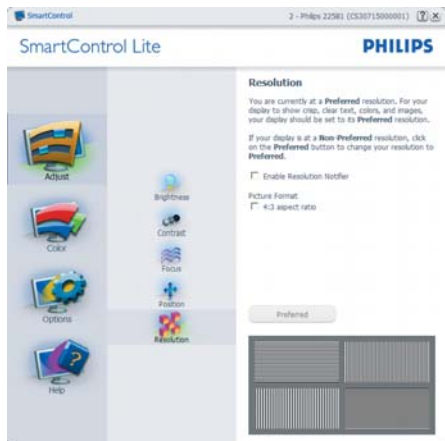 SmartControl
2 - Philips 225B1 (CS30715000001)
SmartControl Lite
PHILIPS
Adjust
Color
Options
Help
Brightness
Contrast
Focus
Position
Resolution
Resolution
You are currently at a Preferred resolution. For your
display to show crisp, clear text, colors, and images,
your display should be set to its Preferred resolution.
If your display is at a Non-Preferred resolution, click
on the Preferred button to change your resolution to
Preferred.
Enable Resolution Notifier
Picture Format
4:3 aspect ratio
Preferred